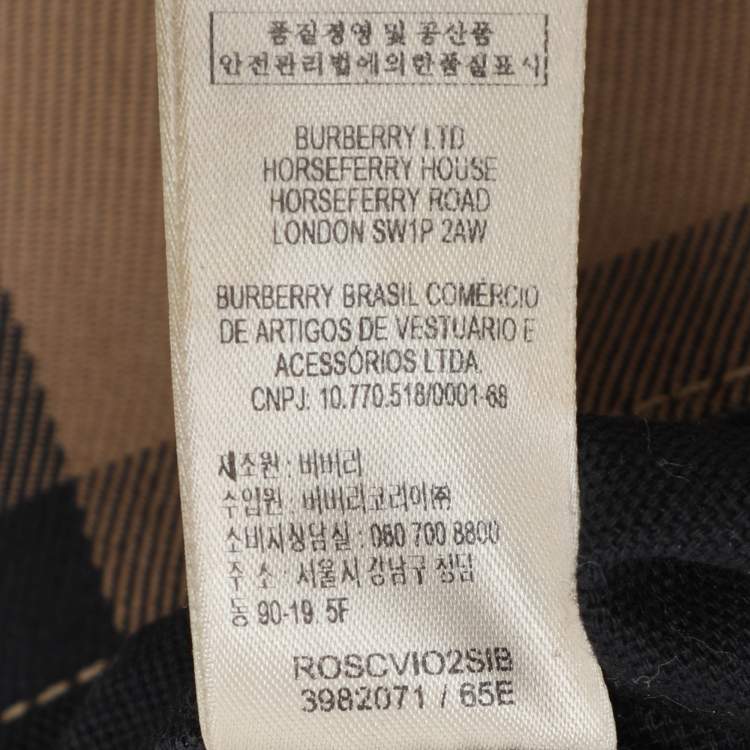 품질경영 및 공산품
안전관리법에의한품질표시
BURBERRY LTD
HORSEFERRY HOUSE
HORSEFERRY ROAD
LONDON SW1P 2AW
BURBERRY BRASIL COMÉRCIO
DE ARTIGOS DE VESTUÁRIO E
ACESSÓRIOS LTDA.
CNPJ: 10.770.518/0001-68
제조원 : 버버리
수입원 : 버버리코리아㈜
소비자상담실 : 080 700 8800
주 소 : 서울시 강남구 청담
동 90-19 5F
ROSCVIO2SIB
3982071 / 65E